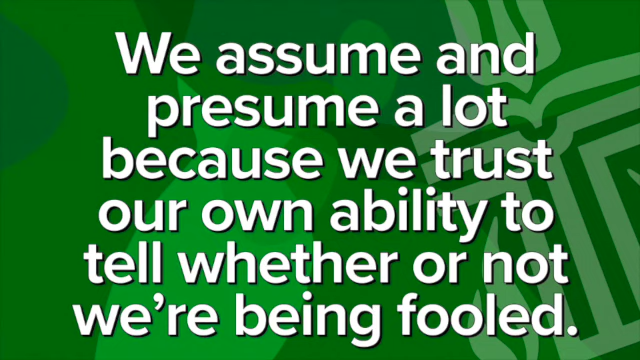 We assume and
presume a lot
because we trust
our own ability to
tell whether or not
we’re being fooled.